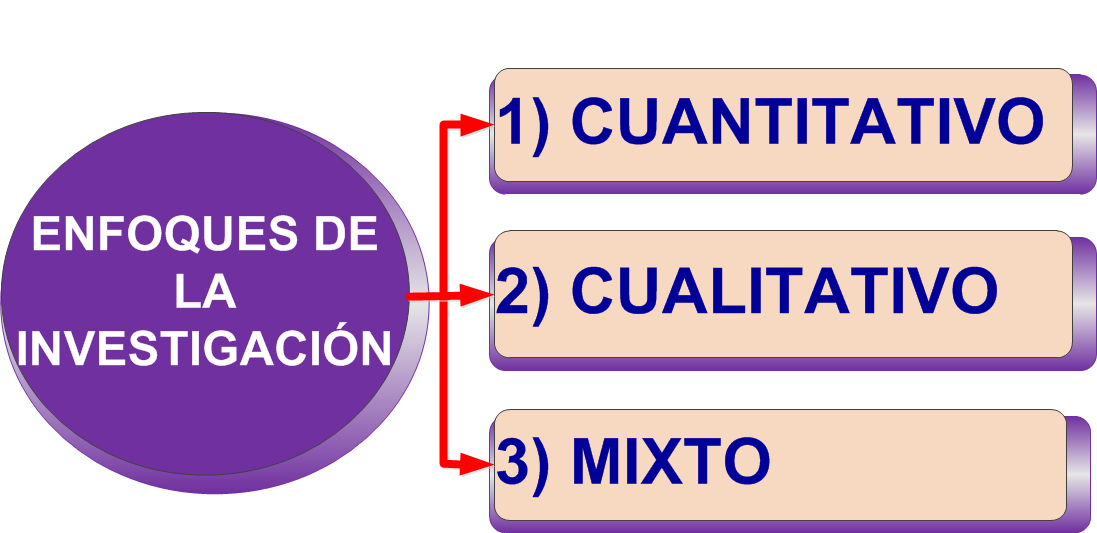 ENFOQUES DE
LA
INVESTIGACIÓN
1) CUANTITATIVO
2) CUALITATIVO
3) MIXTO